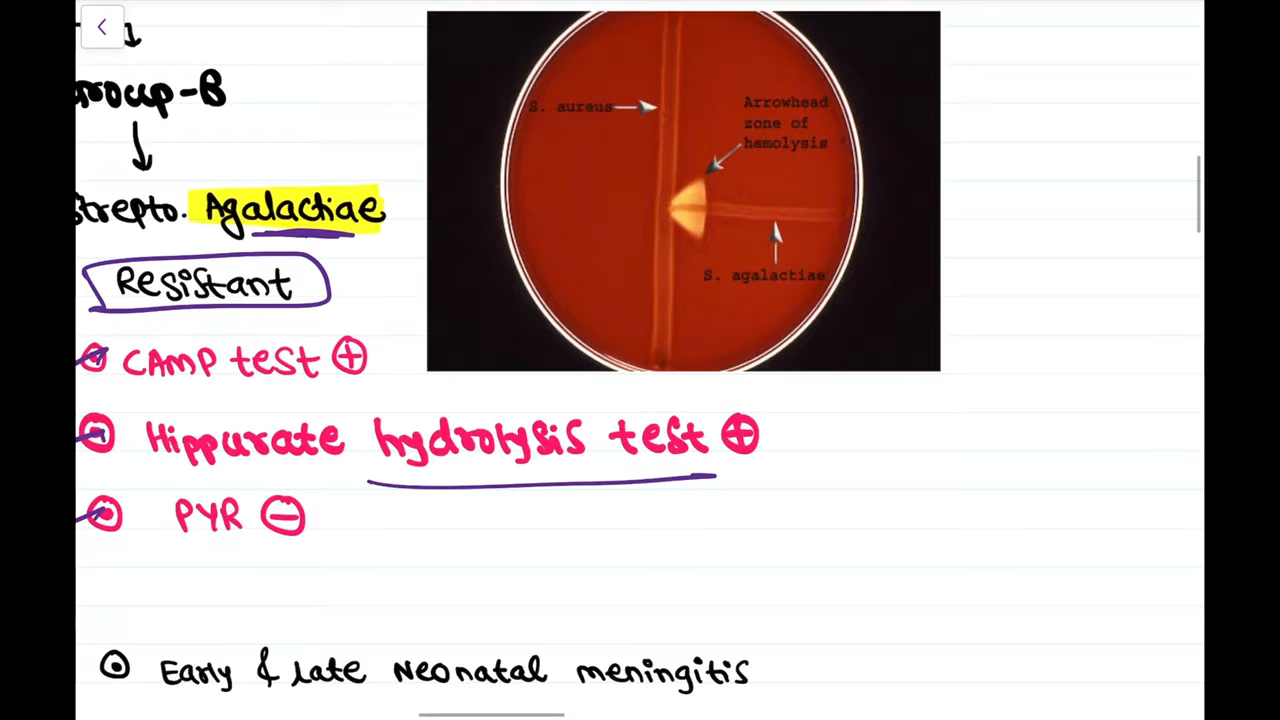 Group-B
Strepto. Agalactiae
Resistant
CAMP test +
Hippurate hydrolysis test +
PYR −
Early & Late Neonatal meningitis
S. aureus
Arrowhead
zone of
hemolysis
S. agalactiae